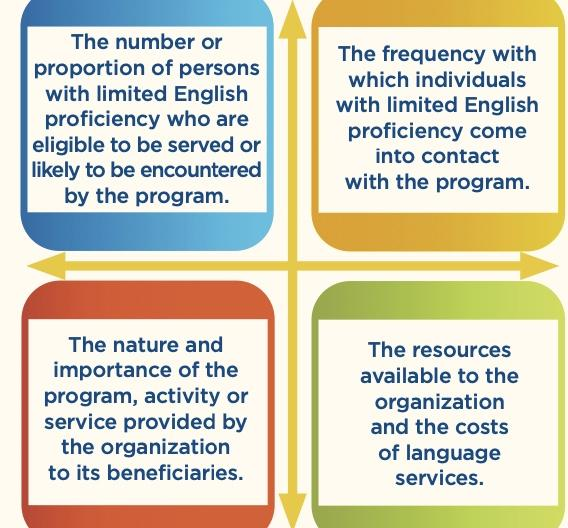 The number or
proportion of persons
with limited English
proficiency who are
eligible to be served or
likely to be encountered
by the program.
The frequency with
which individuals
with limited English
proficiency come
into contact
with the program.
The nature and
importance of the
program, activity or
service provided by
the organization
to its beneficiaries.
The resources
available to the
organization
and the costs
of language
services.